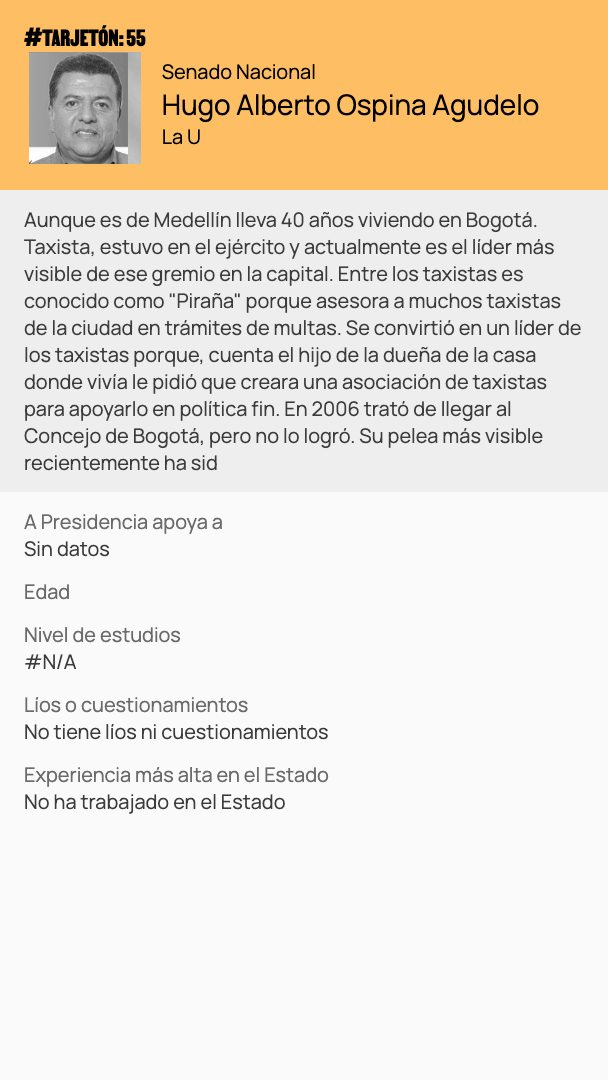 #TARJETÓN: 55
Senado Nacional
Hugo Alberto Ospina Agudelo
La U
Aunque es de Medellín lleva 40 años viviendo en Bogotá.
Taxista, estuvo en el ejército y actualmente es el líder más
visible de ese gremio en la capital. Entre los taxistas es
conocido como "Piraña" porque asesora a muchos taxistas
de la ciudad en trámites de multas. Se convirtió en un líder de
los taxistas porque, cuenta el hijo de la dueña de la casa
donde vivía le pidió que creara una asociación de taxistas
para apoyarlo en política fin. En 2006 trató de llegar al
Concejo de Bogotá, pero no lo logró. Su pelea más visible
recientemente ha sid
A Presidencia apoya a
Sin datos
Edad
Nivel de estudios
#N/A
Líos o cuestionamientos
No tiene líos ni cuestionamientos
Experiencia más alta en el Estado
No ha trabajado en el Estado